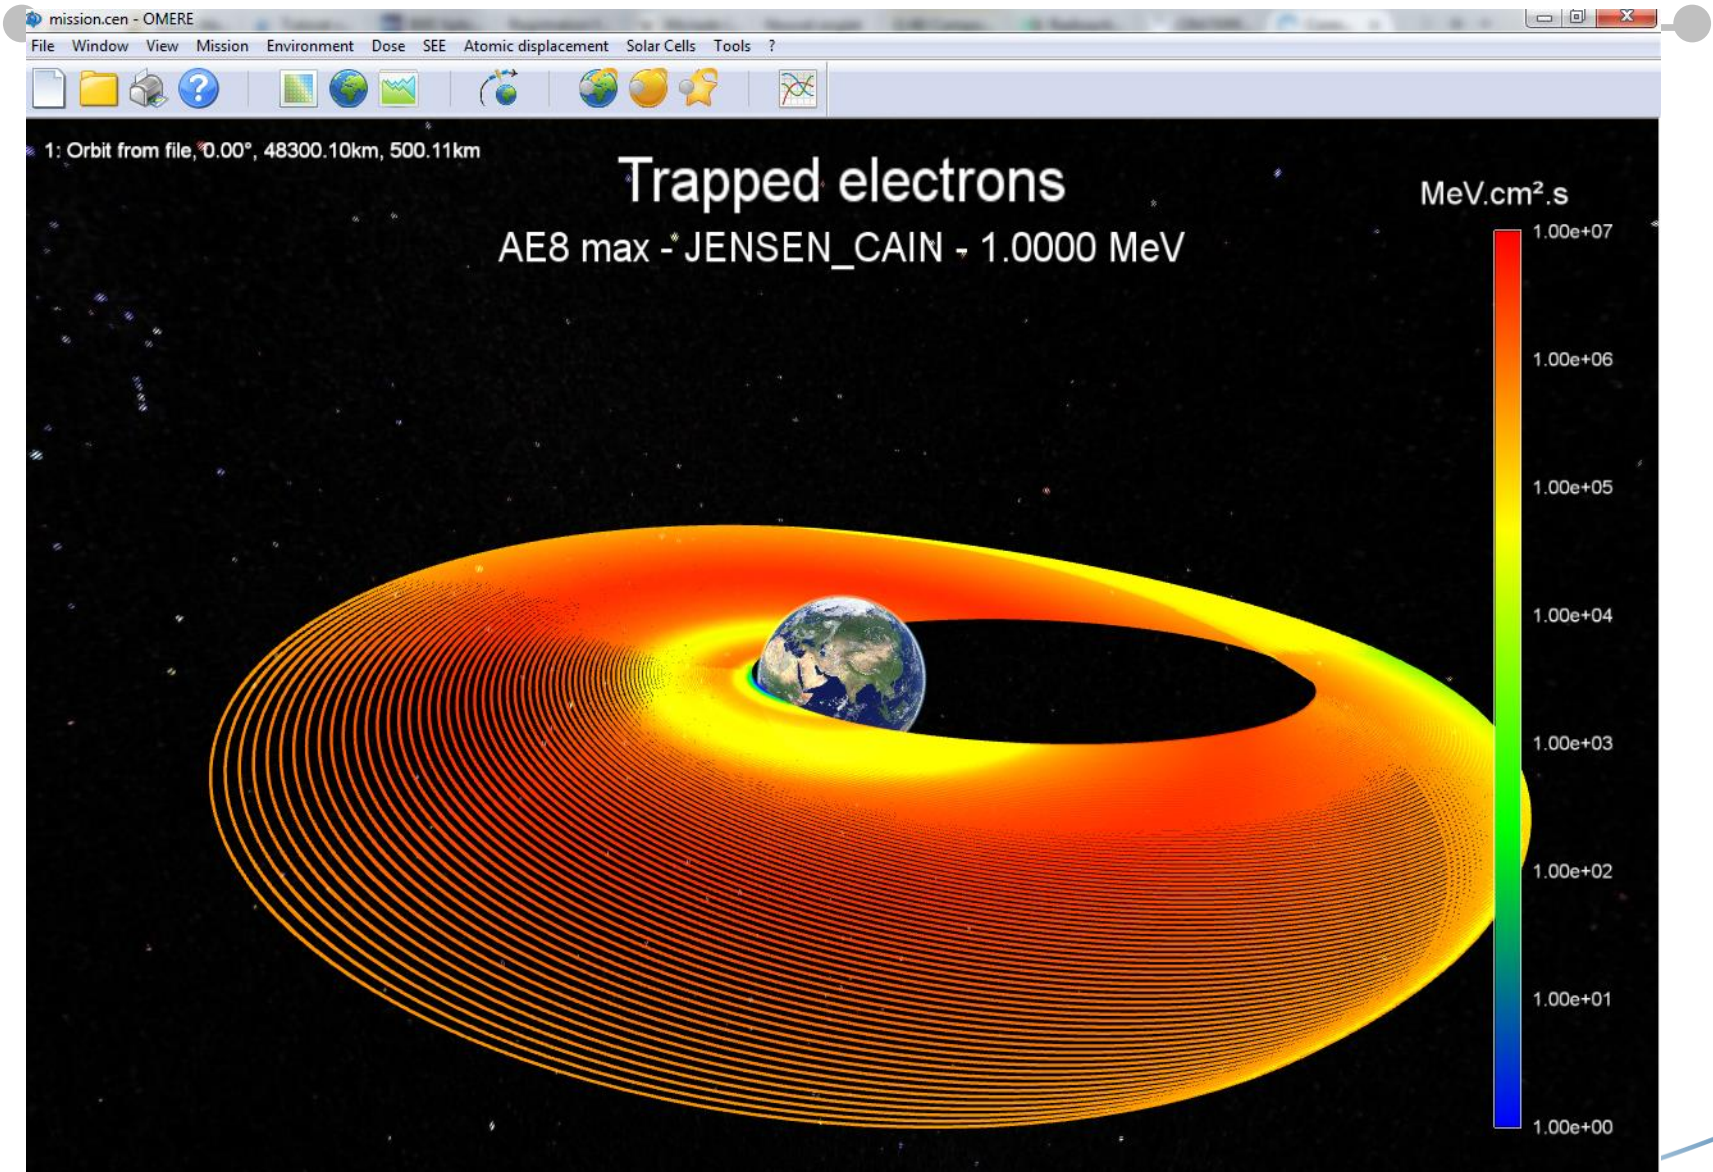 mission.cen - OMERE
File Window View Mission Environment Dose SEE Atomic displacement Solar Cells Tools ?
1: Orbit from file, 0.00°, 48300.10km, 500.11km
Trapped electrons
AE8 max - JENSEN_CAIN - 1.0000 MeV
MeV.cm².s
1.00e+07
1.00e+06
1.00e+05
1.00e+04
1.00e+03
1.00e+02
1.00e+01
1.00e+00